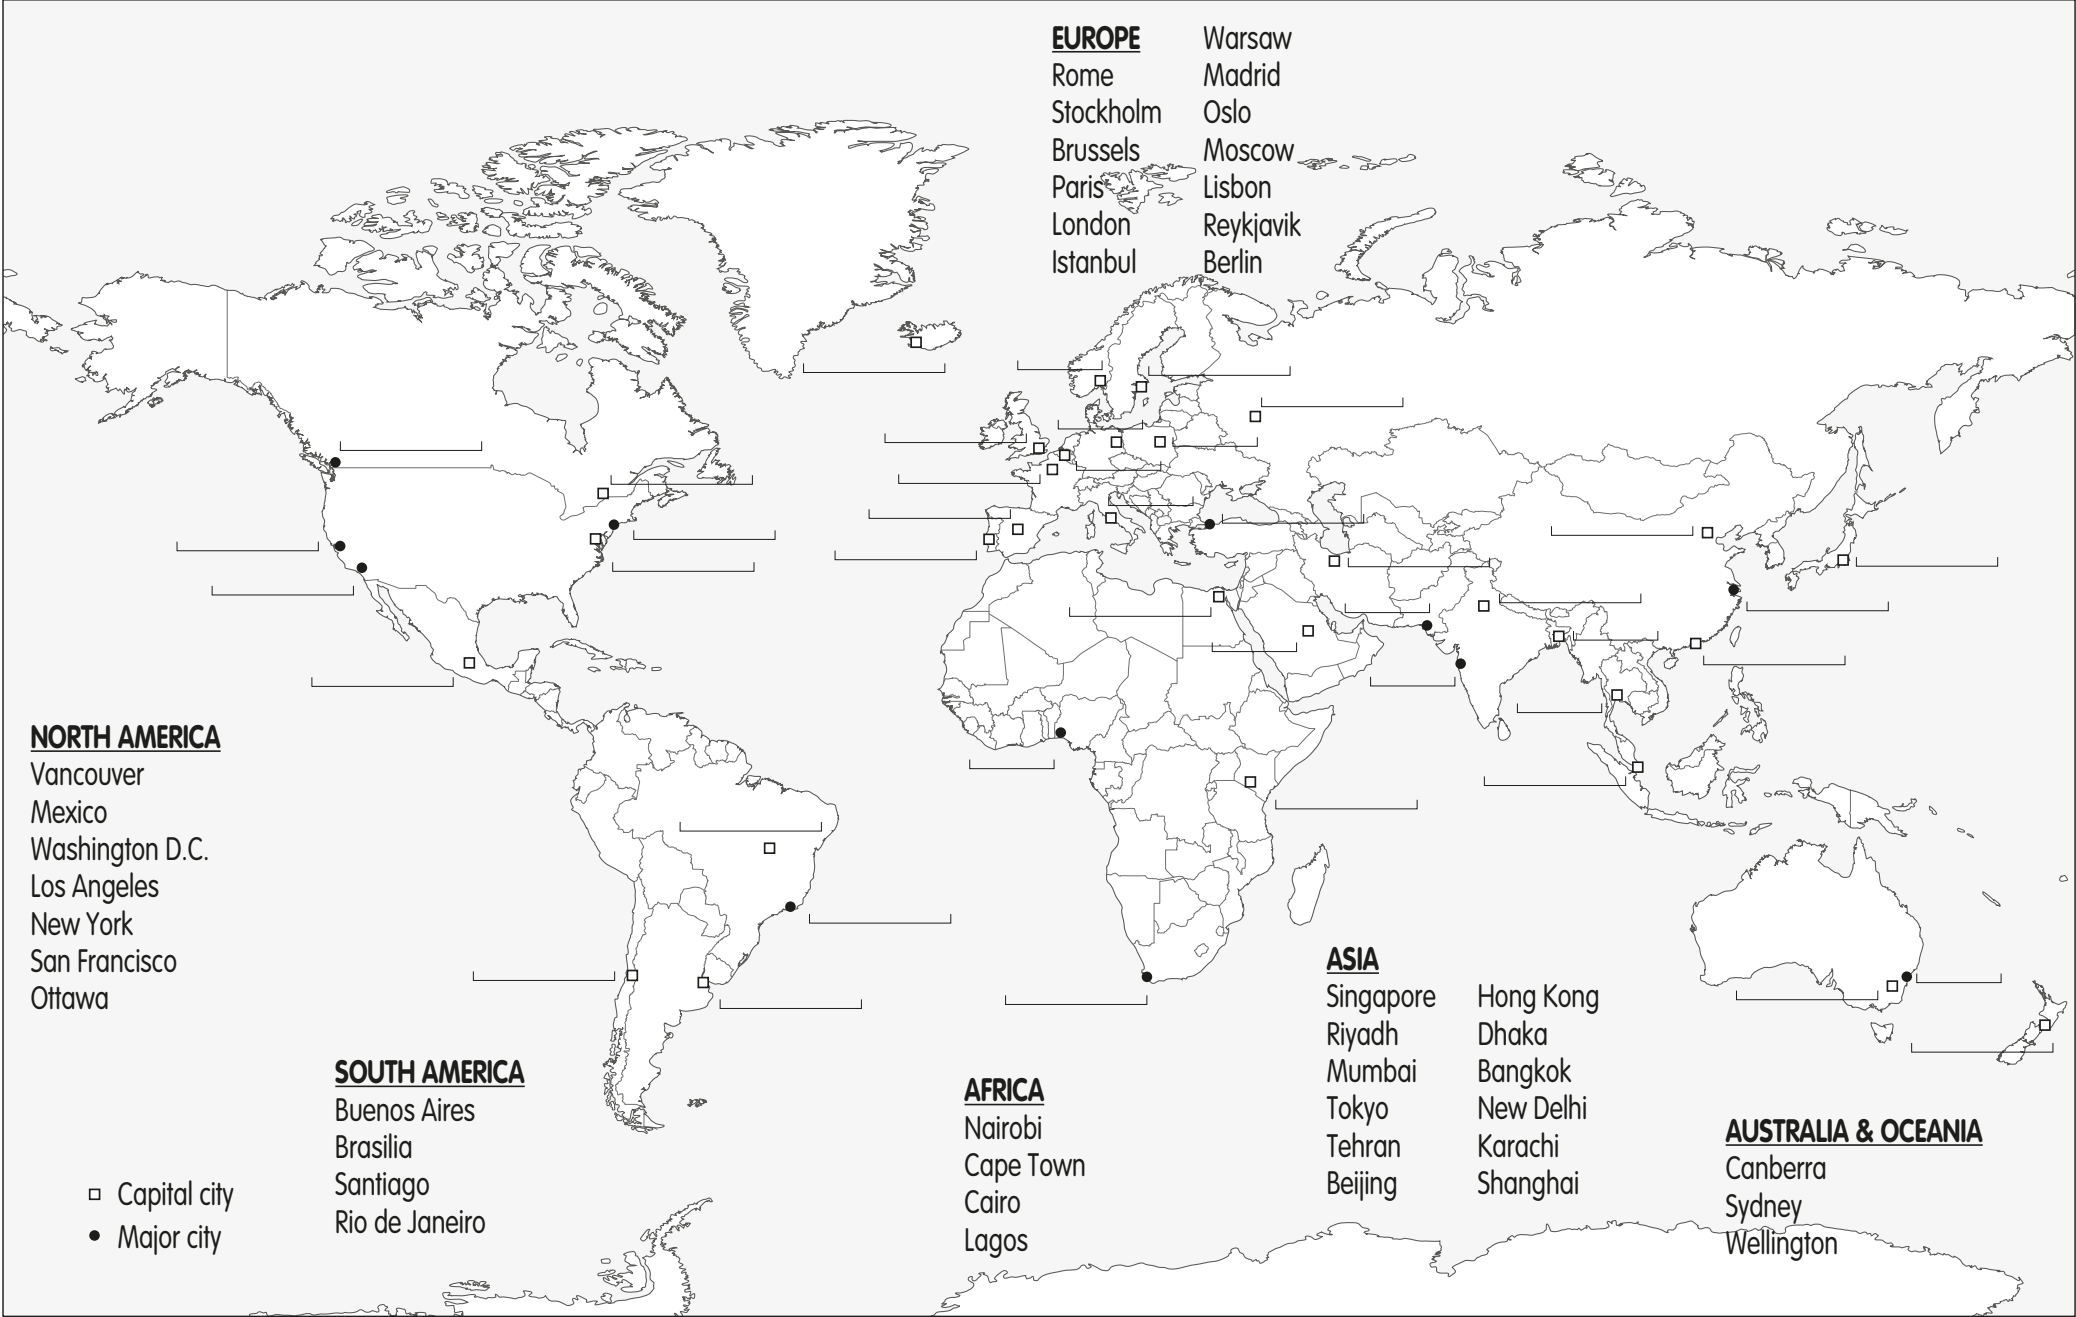 EUROPE
Rome
Stockholm
Brussels
Paris
London
Istanbul
Warsaw
Madrid
Oslo
Moscow
Lisbon
Reykjavik
Berlin
NORTH AMERICA
Vancouver
Mexico
Washington D.C.
Los Angeles
New York
San Francisco
Ottawa
SOUTH AMERICA
Buenos Aires
Brasilia
Santiago
Rio de Janeiro
AFRICA
Nairobi
Cape Town
Cairo
Lagos
ASIA
Singapore
Riyadh
Mumbai
Tokyo
Tehran
Beijing
Hong Kong
Dhaka
Bangkok
New Delhi
Karachi
Shanghai
AUSTRALIA & OCEANIA
Canberra
Sydney
Wellington
Capital city
Major city